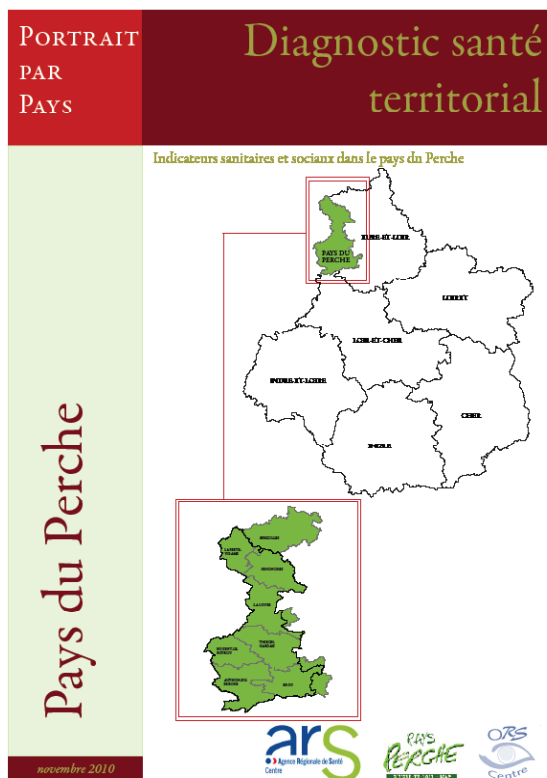 PORTRAIT
PAR
PAYS
Diagnostic santé
territorial
Indicateurs sanitaires et sociaux dans le pays du Perche
EURE-ET-LOIR
PAYS DU
PERCHE
LOIRET
LOIR-ET-CHER
INDRE-ET-LOIRE
CHER
INDRE
Pays du Perche
LA LOUPE
novembre 2010
ars
Agence Régionale de Santé
Centre
PAYS
PERCHE
ORS
Centre